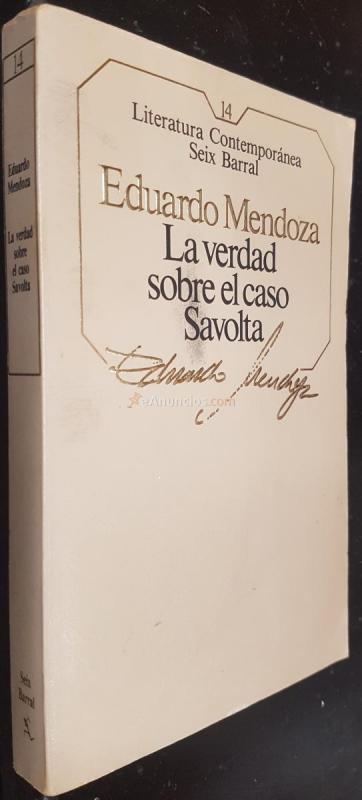 14
Literatura Contemporánea
Seix Barral
Eduardo Mendoza
La verdad
sobre el caso
Savolta
Eduardo Mendoza
eAnuncios.com
14
Eduardo
Mendoza
La verdad
sobre
el caso
Savolta
Seix
Barral